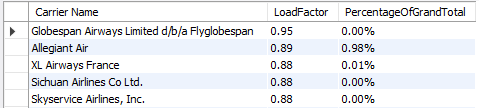 Carrier Name LoadFactor PercentageOfGrandTotal
Globespan Airways Limited d/b/a Flyglobespan 0.95 0.00%
Allegiant Air 0.89 0.98%
XL Airways France 0.88 0.01%
Sichuan Airlines Co Ltd. 0.88 0.00%
Skyservice Airlines, Inc. 0.88 0.00%